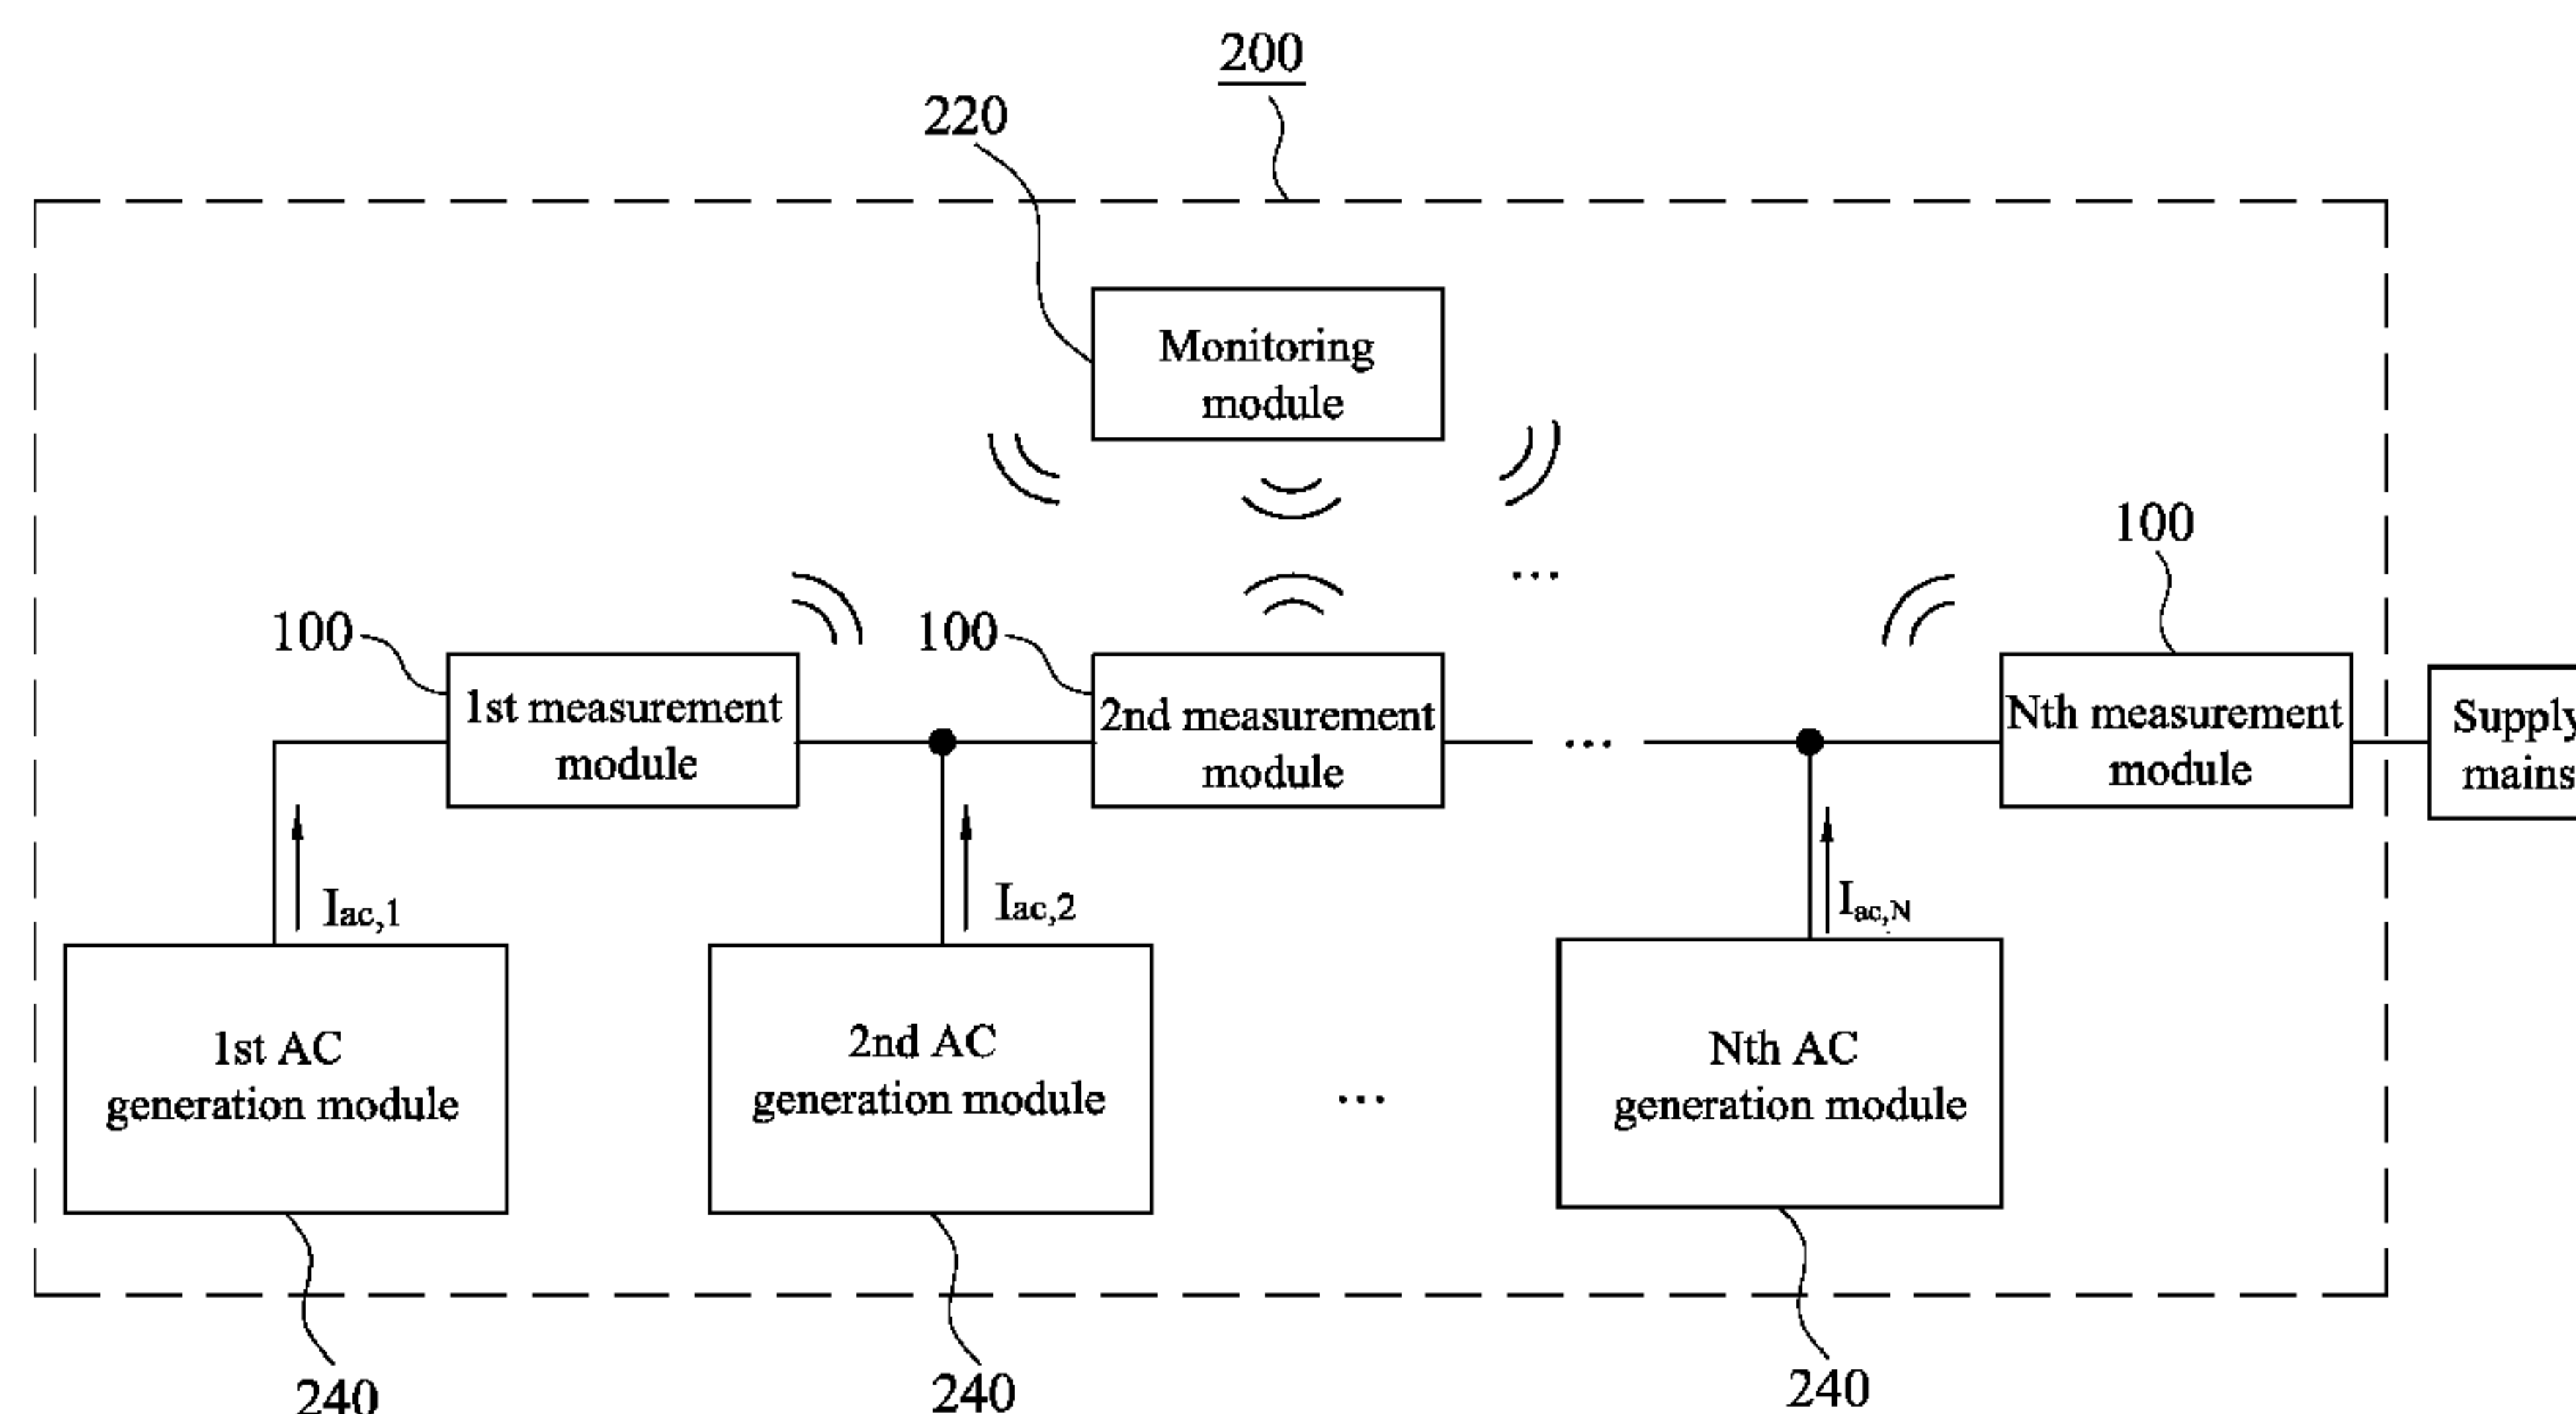 200
220
Monitoring
module
...
100
100
100
1st measurement
module
2nd measurement
module
...
Nth measurement
module
Supply
mains
Iac,1
Iac,2
Iac,N
1st AC
generation module
2nd AC
generation module
...
Nth AC
generation module
240
240
240